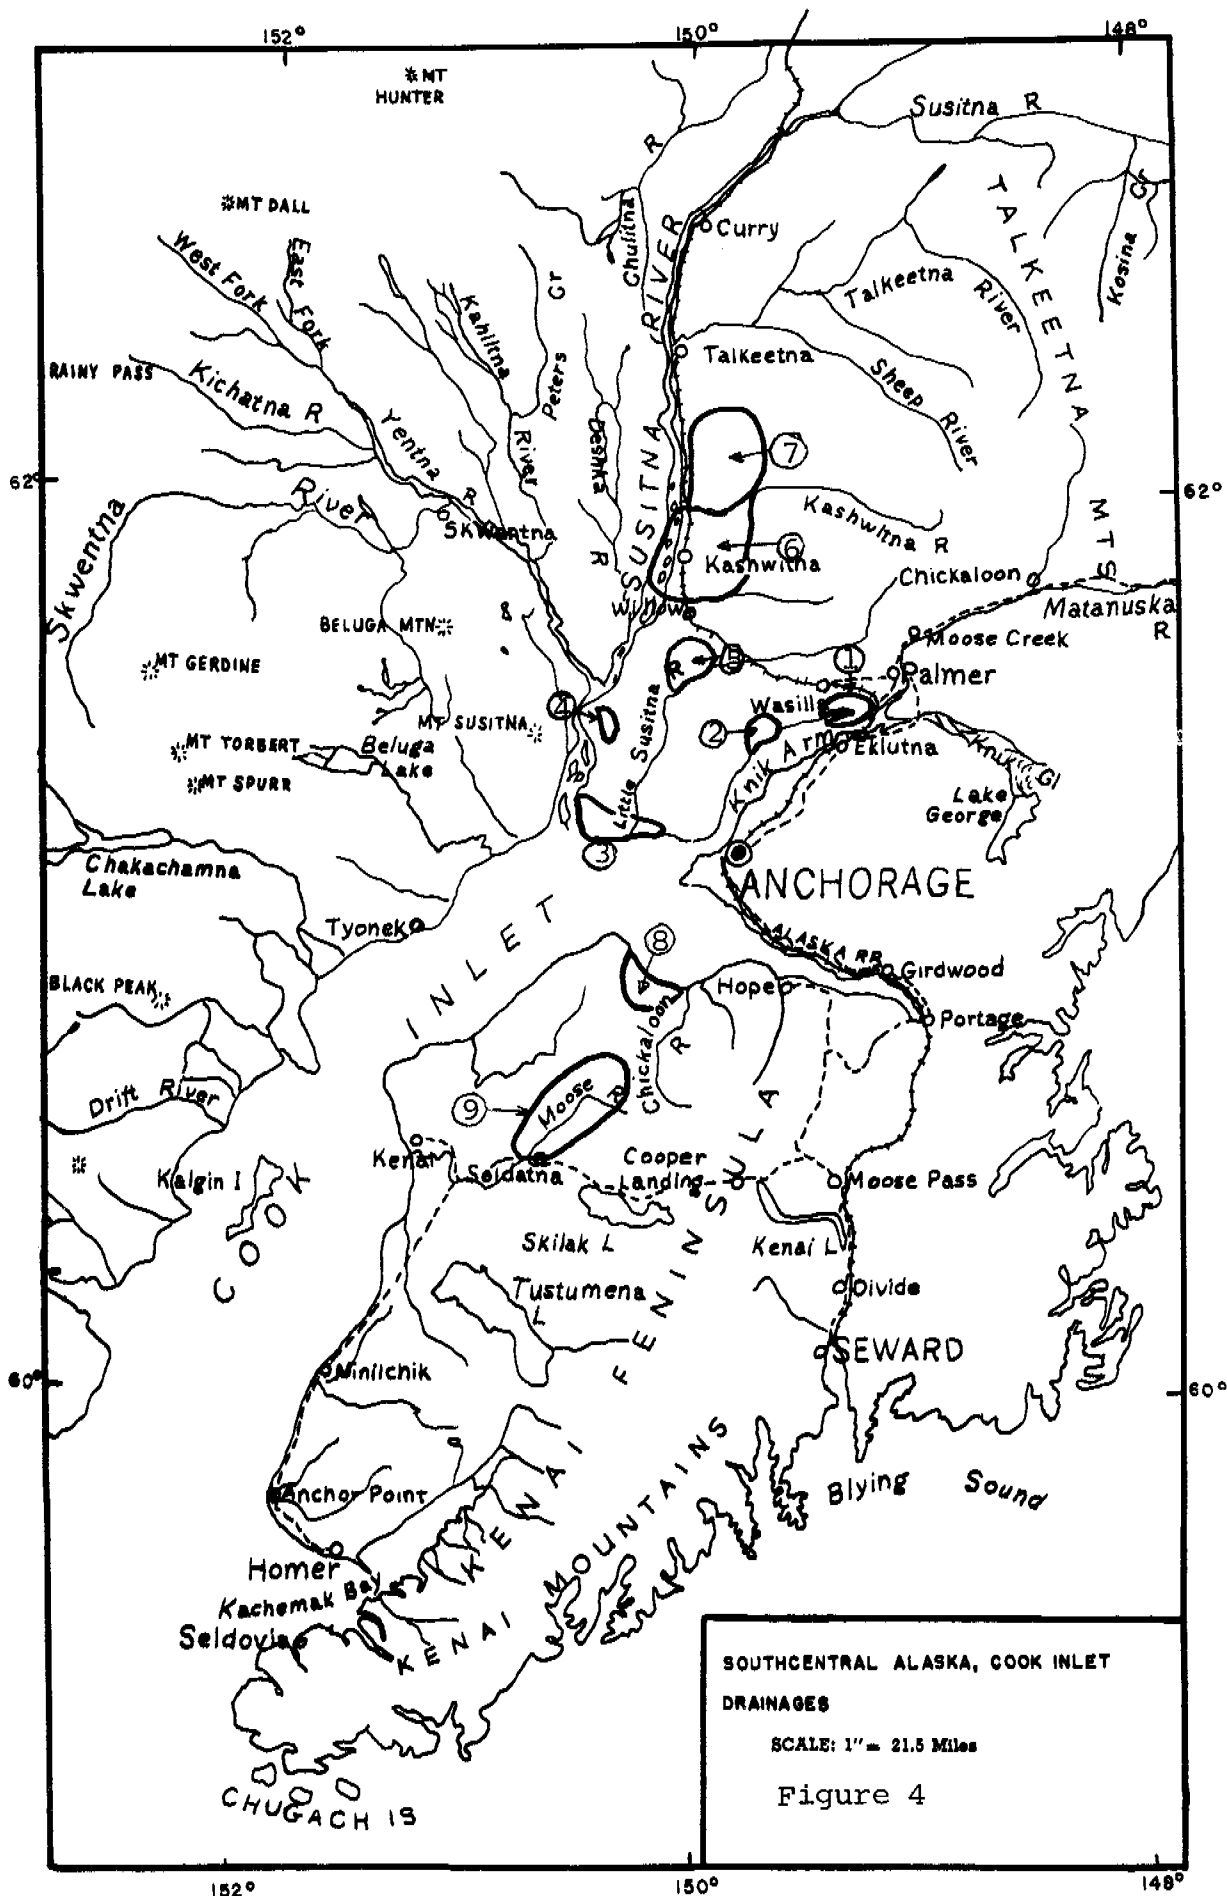 152°
150°
148°
MT
HUNTER
Susitna R
R
MT DALL
TALKEETNA
Gr
Chulitna
Curry
West Fork
East
Fork
Kosina
Cr
RIVER
Talkeetna
River
Kahiltna
Peters
Talkeetna
RAINY PASS
Kichatna R
Sheep River
Yentna
River
Deshka
SUSITNA
7
62°
62°
River
R
Kashwitna R
MTS
Skwentna
Skwentna
R
6
Kashwitna
Chickaloon
Willow
Matanuska
R
BELUGA MTN
8
Moose Creek
MT GERDINE
5
1
Palmer
R
4
Wasilla
MT SUSITNA
Little Susitna
2
MT TORBERT
Beluga
Lake
Knik Arm
Eklutna
Knik Gl
MT SPURR
Lake
George
3
Chakachamna
Lake
ANCHORAGE
Tyonek
INLET
ALASKA RR
8
Girdwood
BLACK PEAK
Hope
Chickaloon
R
Portage
Drift River
9
Moose
R
Kenai
Soldatna
Cooper
Landing
Moose Pass
Kalgin I
COOK
Skilak L
Kenai L
Tustumena
L
Divide
FENINSULA
SEWARD
60°
Ninilchik
60°
KENAI
Anchor Point
Blying Sound
Homer
Kachemak Bay
Seldovia
KENAI MOUNTAINS
SOUTHCENTRAL ALASKA, COOK INLET
DRAINAGES
SCALE: 1" = 21.5 Miles
Figure 4
CHUGACH IS
152°
150°
148°